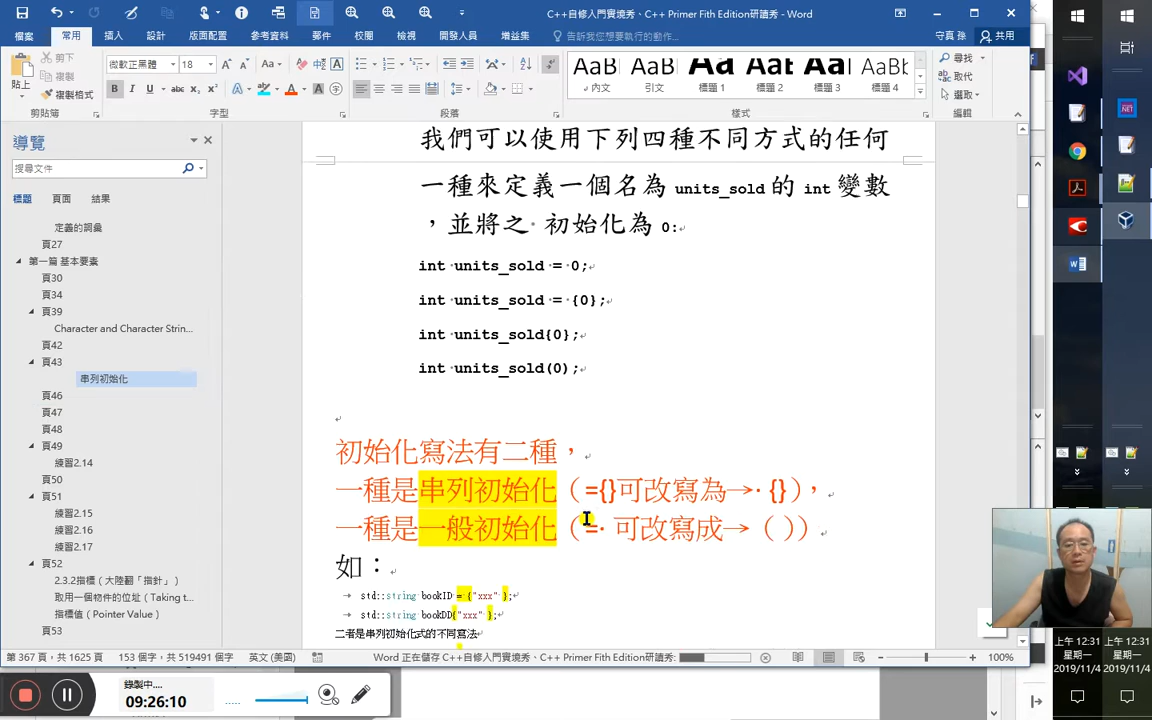 C++自修入門實境秀、C++ Primer Fith Edition研讀秀 - Word
檔案 常用 插入 設計 版面配置 參考資料 郵件 校閱 檢視 開發人員 增益集 告訴我您想要執行的動作... 守真 孫 共用
貼上 剪下 複製 複製格式
微軟正黑體 18
AaB 內文 AaB 引文 Aa 標題 1 AaB 標題 2 AaB 標題 3 AaBb 標題 4
尋找 取代 選取
剪貼簿 字型 段落 樣式 編輯
導覽
搜尋文件
標題 頁面 結果
定義的詞彙
頁27
第一篇 基本要素
頁30
頁34
頁39
Character and Character Strin...
頁42
頁43
串列初始化
頁46
頁47
頁48
頁49
練習2.14
頁50
頁51
練習2.15
練習2.16
練習2.17
頁52
2.3.2指標（大陸翻「指針」）
取用一個物件的位址（Taking t...
指標值（Pointer Value）
頁53
我們可以使用下列四種不同方式的任何
一種來定義一個名為 units_sold 的 int 變數
，並將之 初始化為 0:
int units_sold = 0;
int units_sold = {0};
int units_sold{0};
int units_sold(0);
初始化寫法有二種，
一種是串列初始化（={}可改寫為→ {}），
一種是一般初始化（= 可改寫成→（ ））
如：
std::string bookID = {"xxx" };
std::string bookDD{"xxx" };
二者是串列初始化式的不同寫法
第 367 頁，共 1625 頁 153 個字，共 519491 個字 英文 (美國) Word 正在儲存 C++自修入門實境秀、C++ Primer Fith Edition研讀秀: 100%
錄製中...
09:26:10
上午 12:31
星期一
2019/11/4
上午 12:31
星期一
2019/11/4